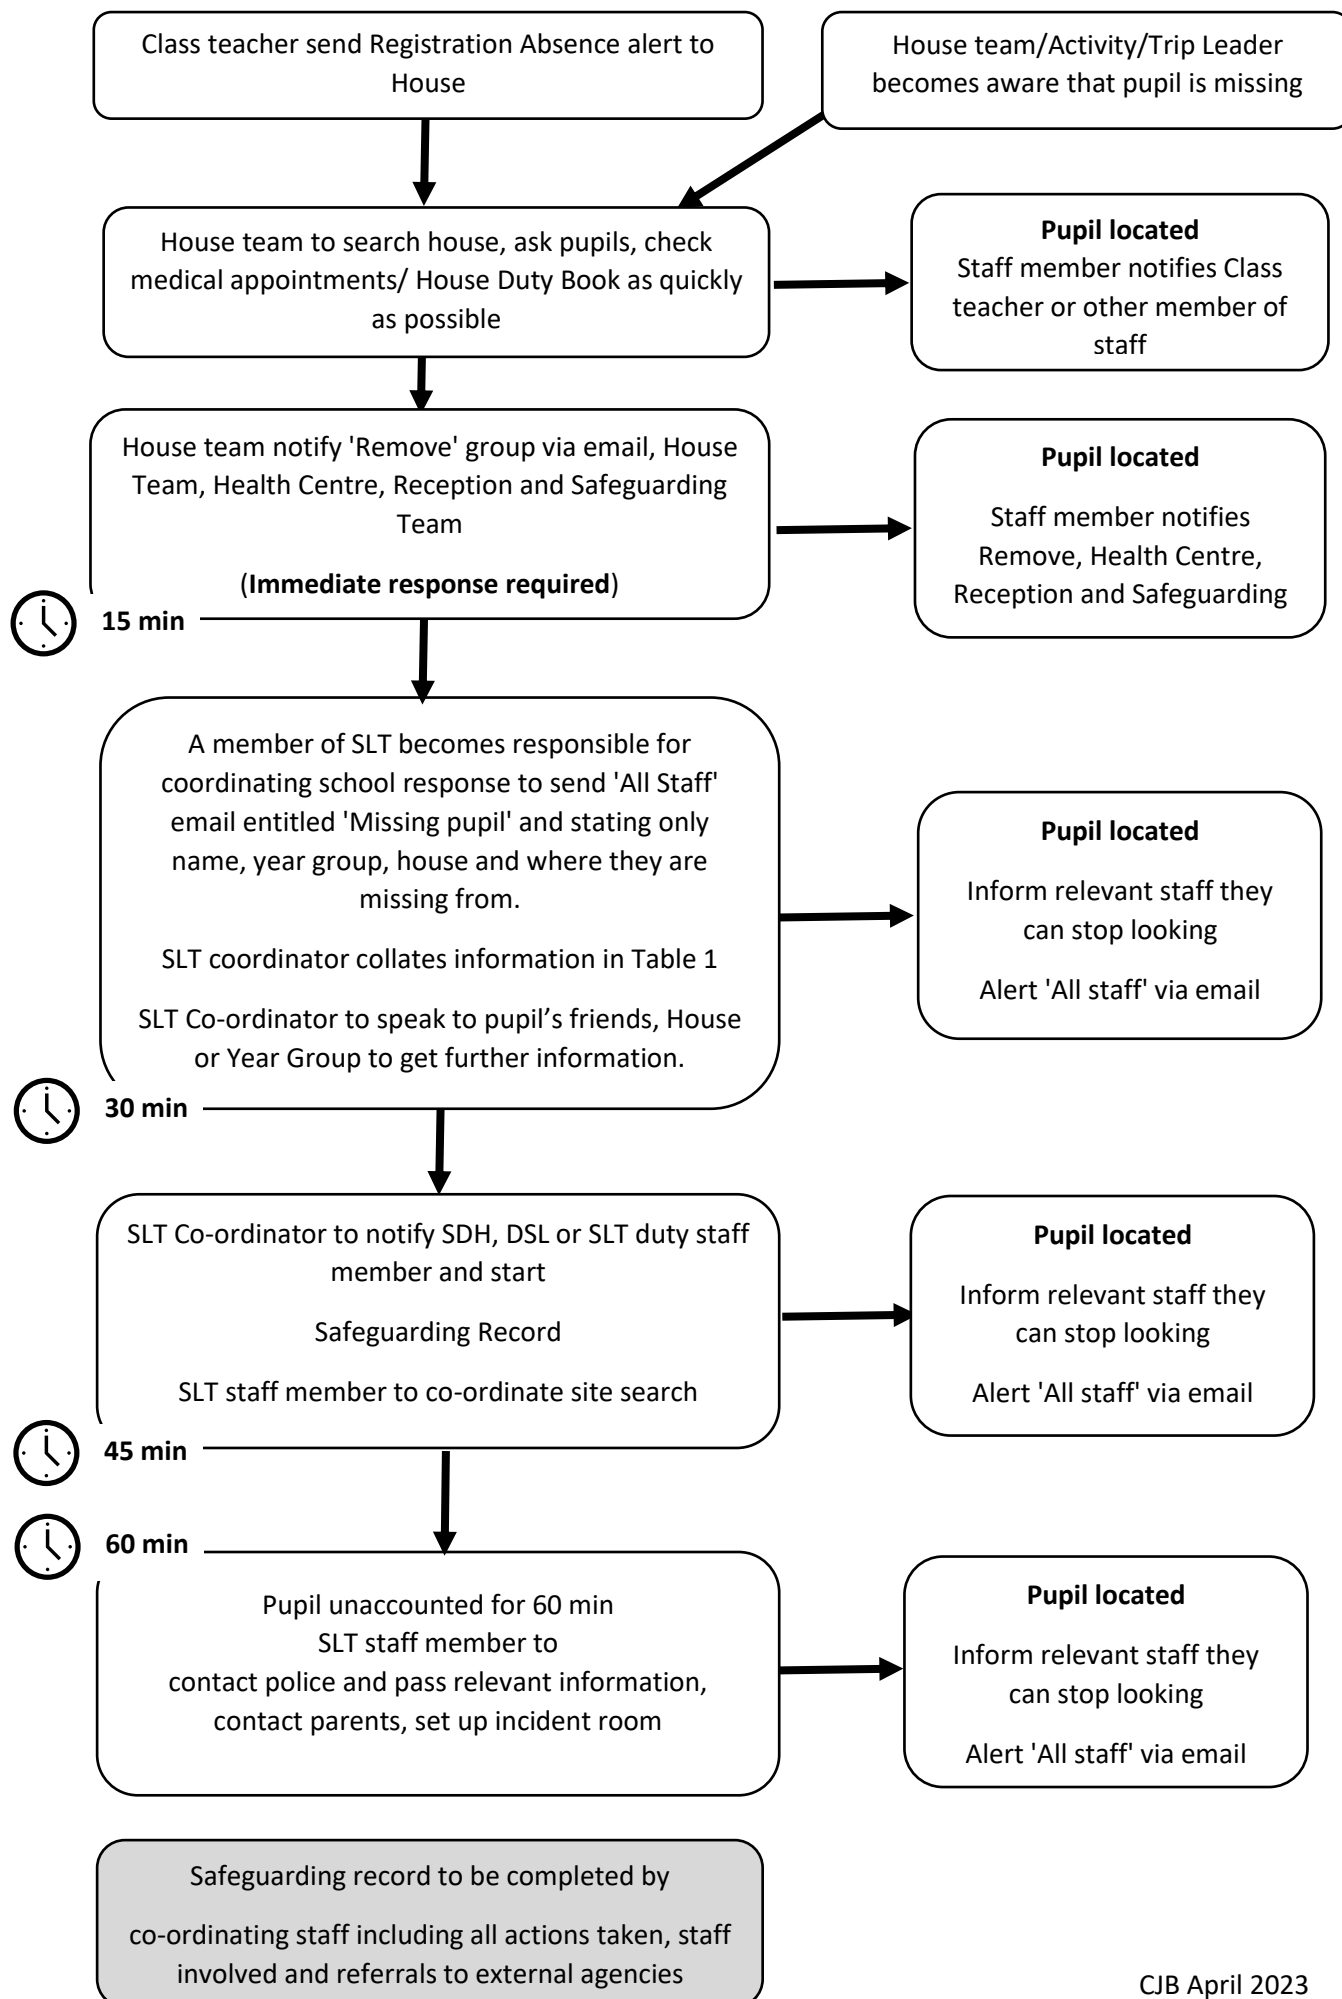 Class teacher send Registration Absence alert to
House
House team/Activity/Trip Leader
becomes aware that pupil is missing
House team to search house, ask pupils, check
medical appointments/ House Duty Book as quickly
as possible
Pupil located
Staff member notifies Class
teacher or other member of
staff
House team notify 'Remove' group via email, House
Team, Health Centre, Reception and Safeguarding
Team
(Immediate response required)
15 min
Pupil located
Staff member notifies
Remove, Health Centre,
Reception and Safeguarding
A member of SLT becomes responsible for
coordinating school response to send 'All Staff'
email entitled 'Missing pupil' and stating only
name, year group, house and where they are
missing from.
SLT coordinator collates information in Table 1
SLT Co-ordinator to speak to pupil’s friends, House
or Year Group to get further information.
30 min
Pupil located
Inform relevant staff they
can stop looking
Alert 'All staff' via email
SLT Co-ordinator to notify SDH, DSL or SLT duty staff
member and start
Safeguarding Record
SLT staff member to co-ordinate site search
45 min
Pupil located
Inform relevant staff they
can stop looking
Alert 'All staff' via email
60 min
Pupil unaccounted for 60 min
SLT staff member to
contact police and pass relevant information,
contact parents, set up incident room
Pupil located
Inform relevant staff they
can stop looking
Alert 'All staff' via email
Safeguarding record to be completed by
co-ordinating staff including all actions taken, staff
involved and referrals to external agencies
CJB April 2023